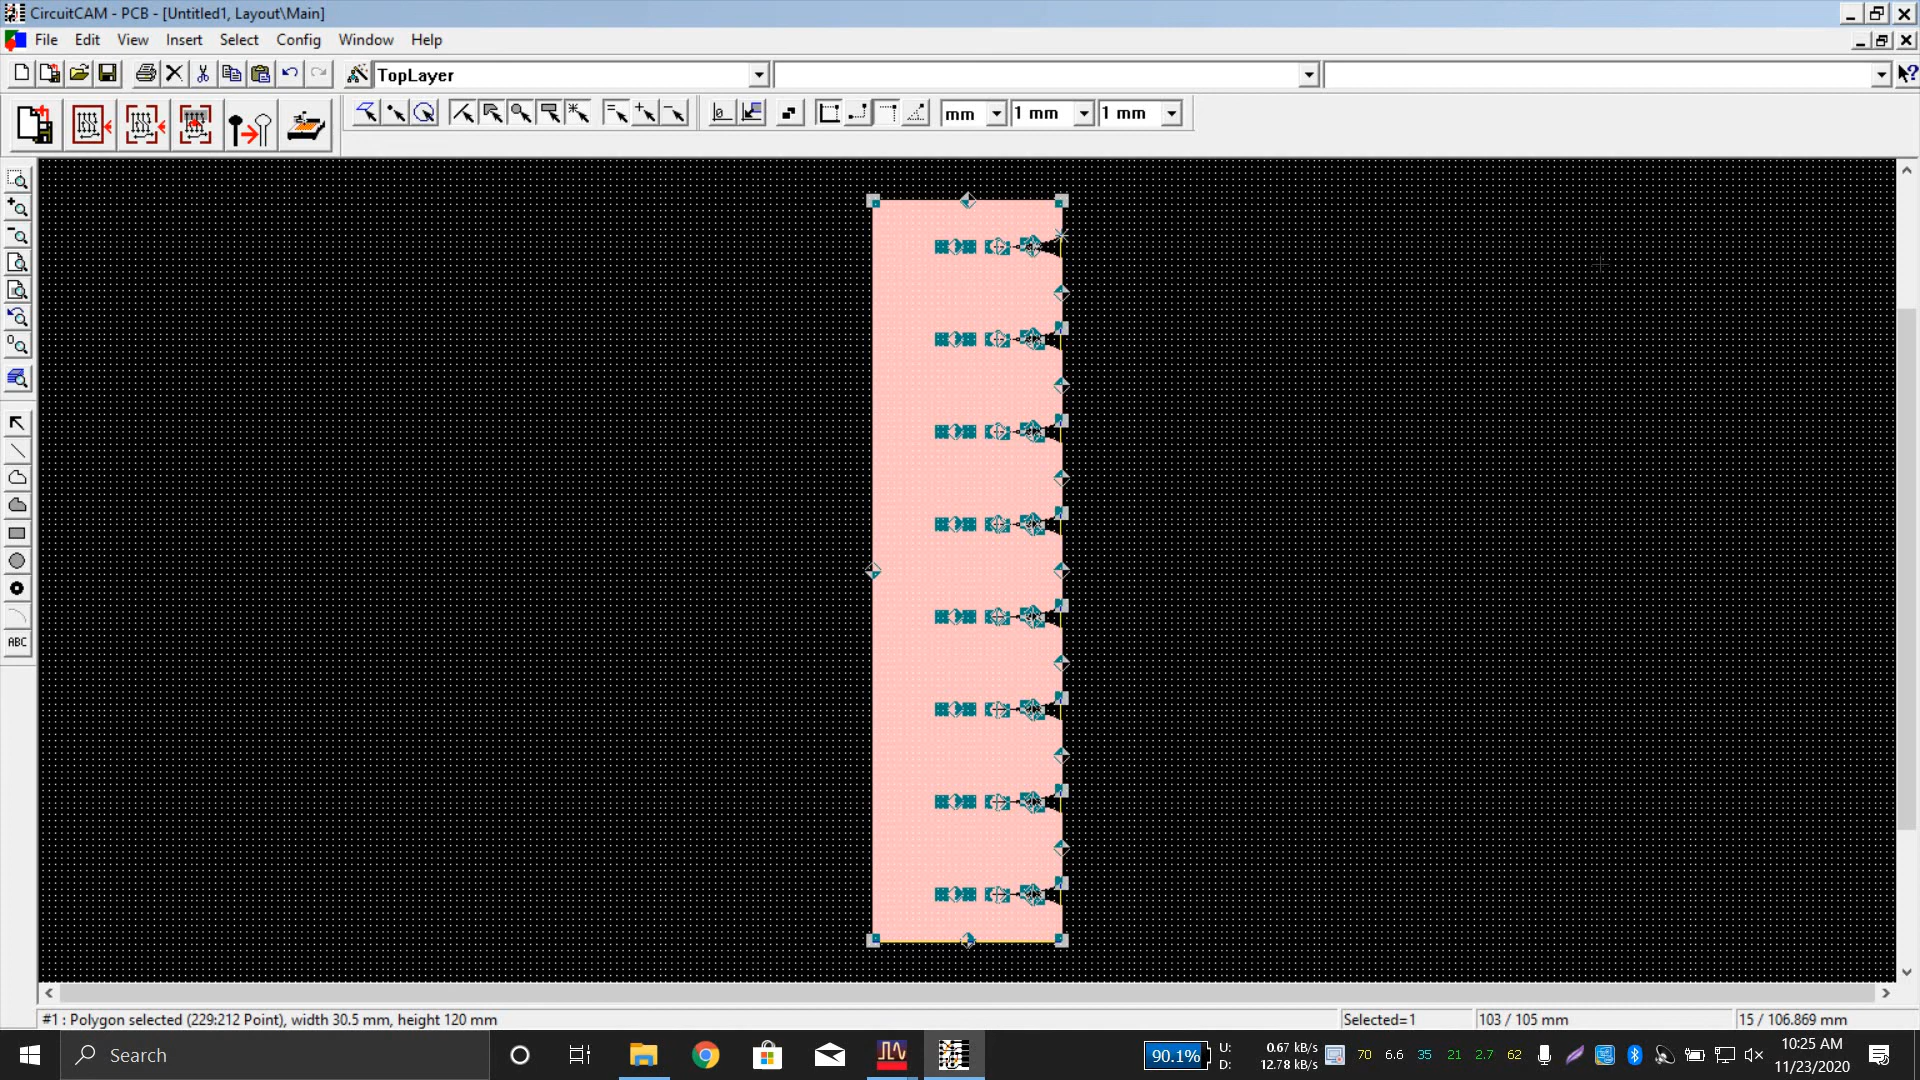 CircuitCAM - PCB - [Untitled1, Layout\Main]
File Edit View Insert Select Config Window Help
TopLayer
mm 1 mm 1 mm
ABC
#1 : Polygon selected (229:212 Point), width 30.5 mm, height 120 mm Selected=1 103 / 105 mm 15 / 106.869 mm
Search 90.1% U: 0.67 kB/s 70 6.6 35 21 2.7 62 10:25 AM
D: 12.78 kB/s 11/23/2020